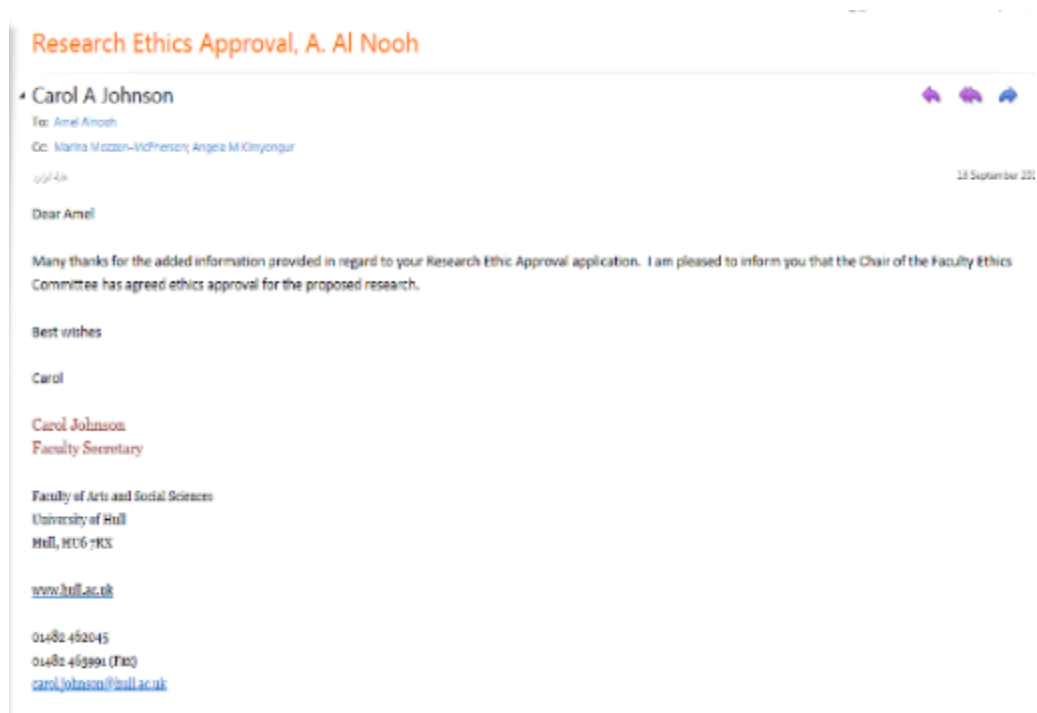 Research Ethics Approval, A. Al Nooh
Carol A Johnson
To: Amel Alnooh
Cc: Marina Mozzon-McPherson; Angela M Kimyongur
18 September
Dear Amel
Many thanks for the added information provided in regard to your Research Ethic Approval application. I am pleased to inform you that the Chair of the Faculty Ethics
Committee has agreed ethics approval for the proposed research.
Best wishes
Carol
Carol Johnson
Faculty Secretary
Faculty of Arts and Social Sciences
University of Hull
Hull, HU6 7RX
www.hull.ac.uk
01482 462045
01482 465991 (Fax)
carol.johnson@hull.ac.uk